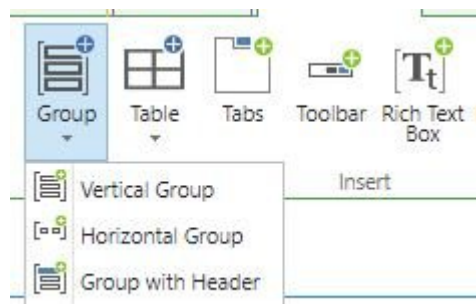 Group
Table
Tabs
Toolbar
Rich Text
Box
Insert
Vertical Group
Horizontal Group
Group with Header